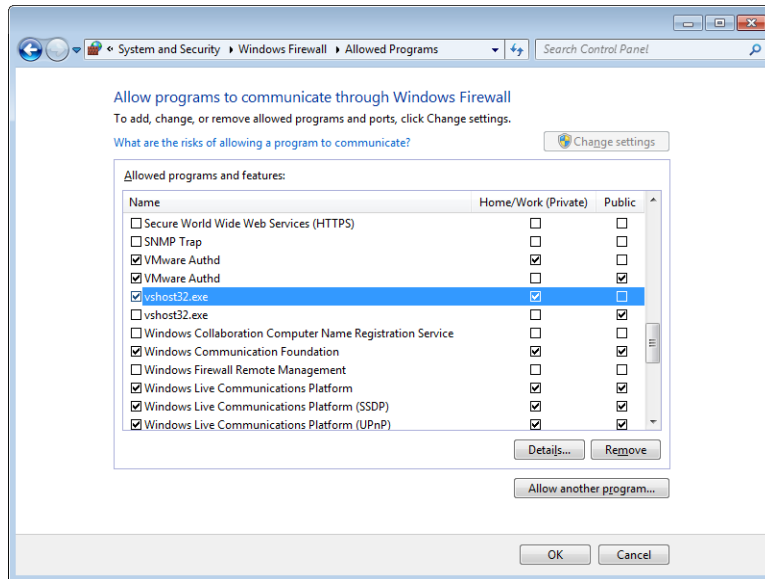 « System and Security ▸ Windows Firewall ▸ Allowed Programs
Search Control Panel
Allow programs to communicate through Windows Firewall
To add, change, or remove allowed programs and ports, click Change settings.
What are the risks of allowing a program to communicate?
Change settings
Allowed programs and features:
Name Home/Work (Private) Public
Secure World Wide Web Services (HTTPS)
SNMP Trap
VMware Authd
VMware Authd
vshost32.exe
vshost32.exe
Windows Collaboration Computer Name Registration Service
Windows Communication Foundation
Windows Firewall Remote Management
Windows Live Communications Platform
Windows Live Communications Platform (SSDP)
Windows Live Communications Platform (UPnP)
Details... Remove
Allow another program...
OK Cancel